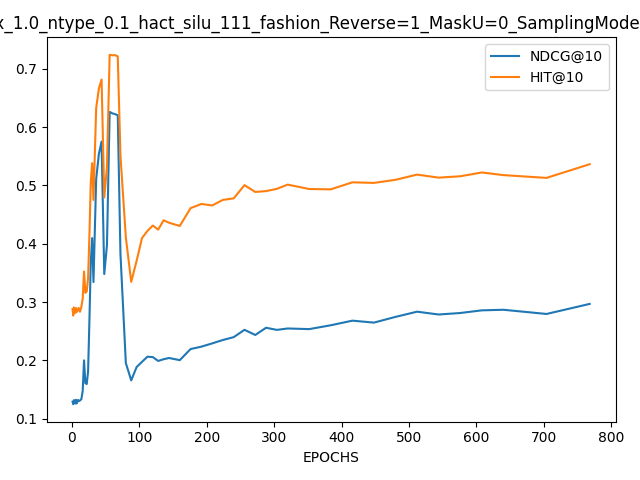 x_1.0_ntype_0.1_hact_silu_111_fashion_Reverse=1_MaskU=0_SamplingMode
NDCG@10
HIT@10
0.7
0.6
0.5
0.4
0.3
0.2
0.1
0 100 200 300 400 500 600 700 800
EPOCHS